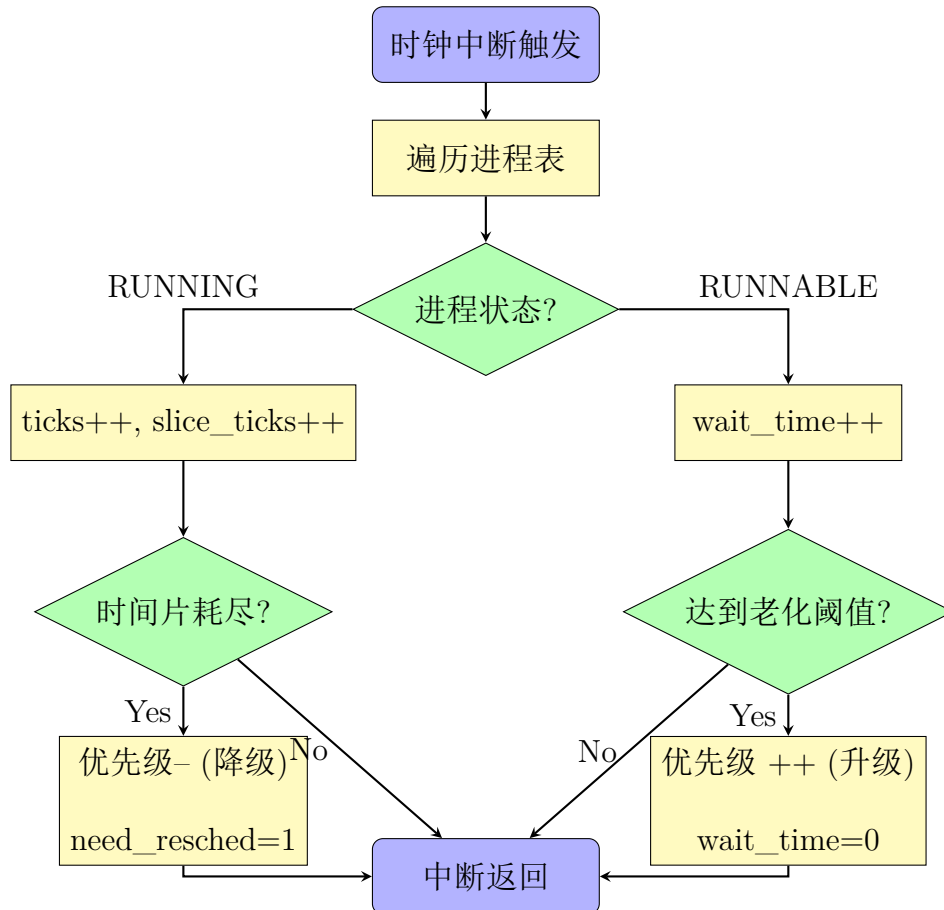 时钟中断触发
遍历进程表
RUNNING
进程状态?
RUNNABLE
ticks++, slice_ticks++
wait_time++
时间片耗尽?
达到老化阈值?
Yes
No
No
Yes
优先级– (降级)
need_resched=1
优先级 ++ (升级)
wait_time=0
中断返回